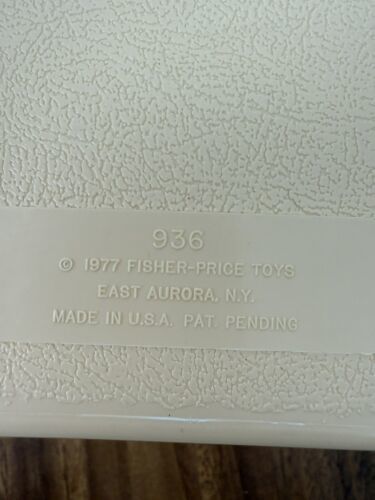 936
© 1977 FISHER-PRICE TOYS
EAST AURORA, N.Y.
MADE IN U.S.A. PAT. PENDING